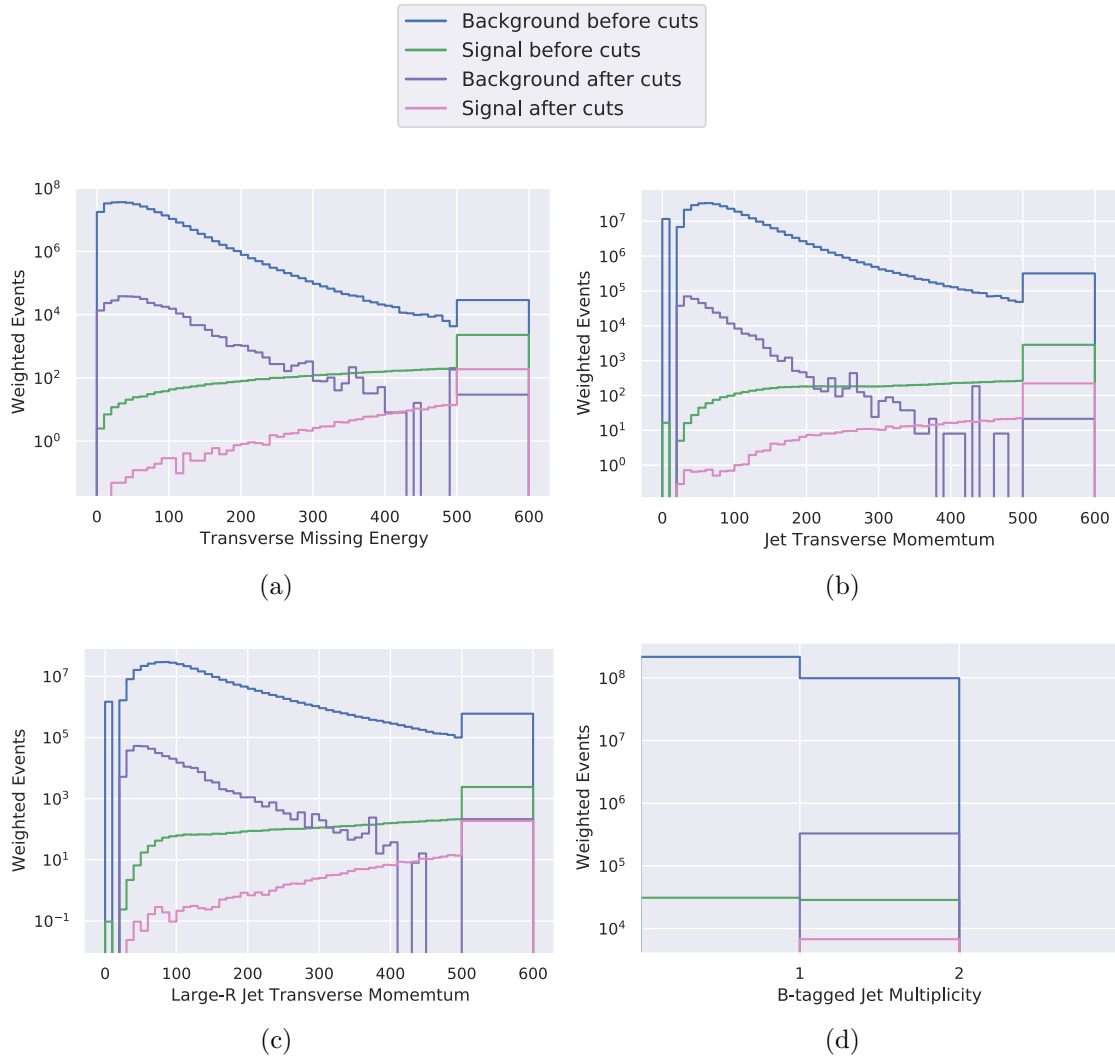 Background before cuts
Signal before cuts
Background after cuts
Signal after cuts
10^8
10^6
10^4
10^2
10^0
Weighted Events
0 100 200 300 400 500 600
Transverse Missing Energy
(a)
10^7
10^6
10^5
10^4
10^3
10^2
10^1
10^0
Weighted Events
0 100 200 300 400 500 600
Jet Transverse Momemtum
(b)
10^7
10^5
10^3
10^1
10^−1
Weighted Events
0 100 200 300 400 500 600
Large-R Jet Transverse Momemtum
(c)
10^8
10^7
10^6
10^5
10^4
Weighted Events
1 2
B-tagged Jet Multiplicity
(d)